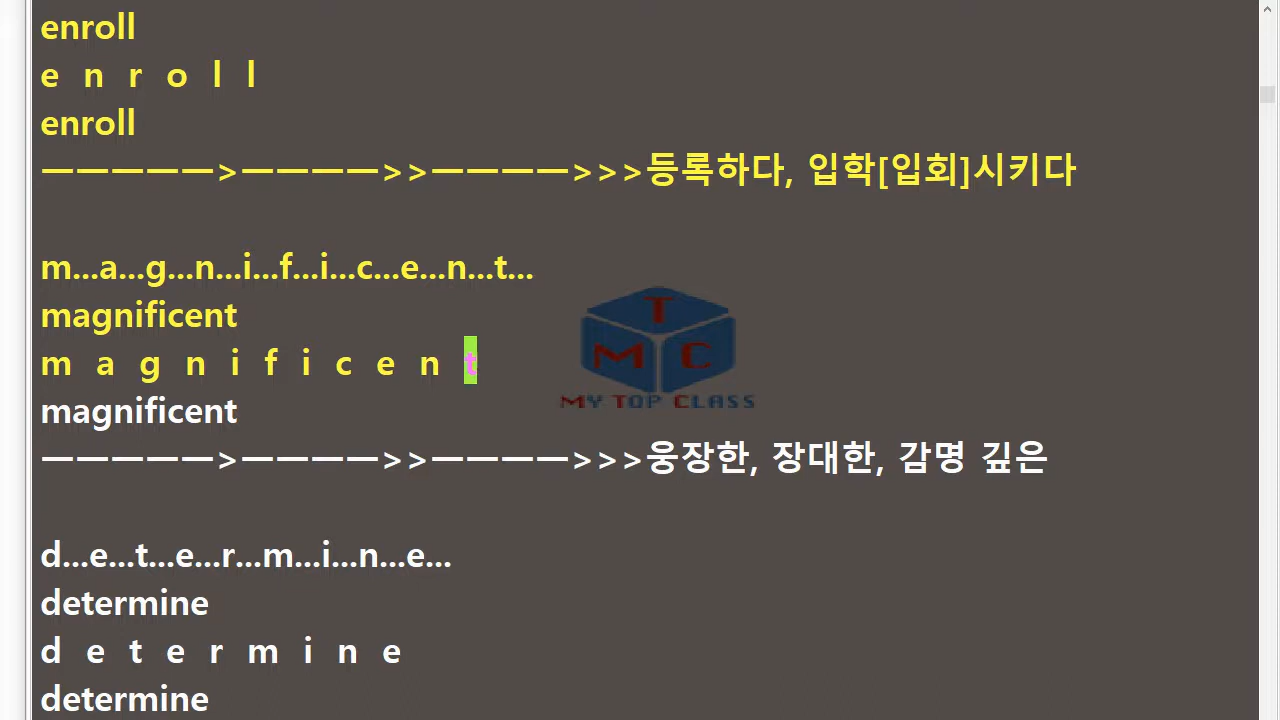 enroll
e n r o l l
enroll
—————>————>>————>>>등록하다, 입학[입회]시키다
m...a...g...n...i...f...i...c...e...n...t...
magnificent
m a g n i f i c e n t
magnificent
—————>————>>————>>>웅장한, 장대한, 감명 깊은
T
M C
MY TOP CLASS
d...e...t...e...r...m...i...n...e...
determine
d e t e r m i n e
determine